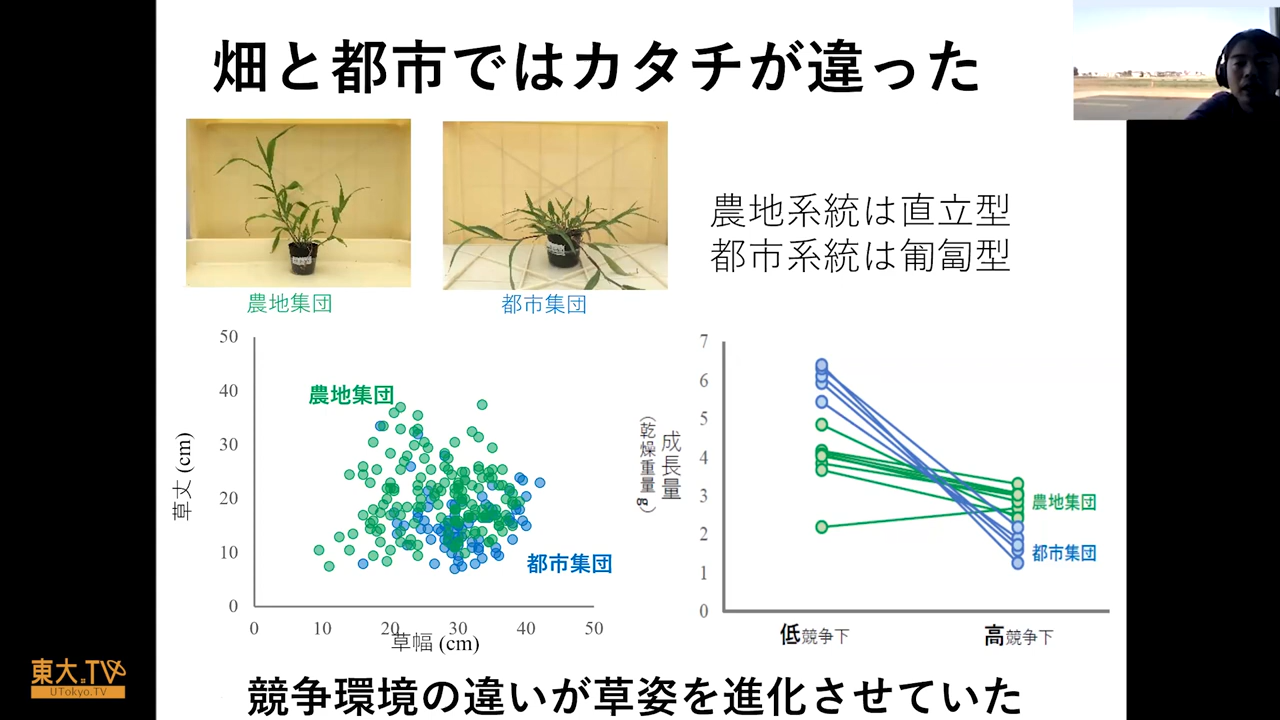 畑と都市ではカタチが違った
農地系統は直立型
都市系統は匍匐型
農地集団
都市集団
50
40
30
20
10
0
草丈 (cm)
農地集団
都市集団
0
10
20
30
40
50
草幅 (cm)
7
6
5
4
3
2
1
0
成長量
(乾燥重量 g)
農地集団
都市集団
低競争下
高競争下
競争環境の違いが草姿を進化させていた
東大.TV
UTokyo.TV